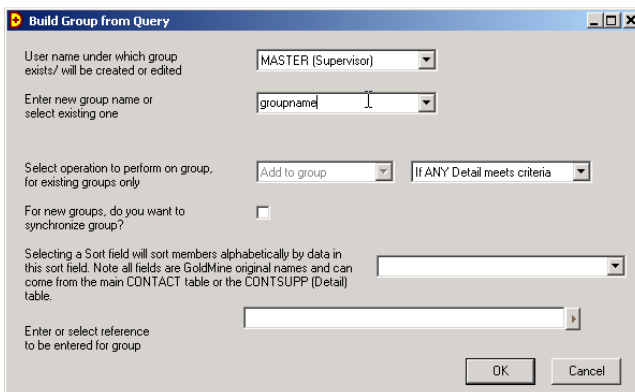 Build Group from Query
User name under which group
exists/ will be created or edited
MASTER (Supervisor)
Enter new group name or
select existing one
groupname
Select operation to perform on group,
for existing groups only
Add to group
If ANY Detail meets criteria
For new groups, do you want to
synchronize group?
Selecting a Sort field will sort members alphabetically by data in
this sort field. Note all fields are GoldMine original names and can
come from the main CONTACT table or the CONTSUPP (Detail)
table.
Enter or select reference
to be entered for group
OK
Cancel